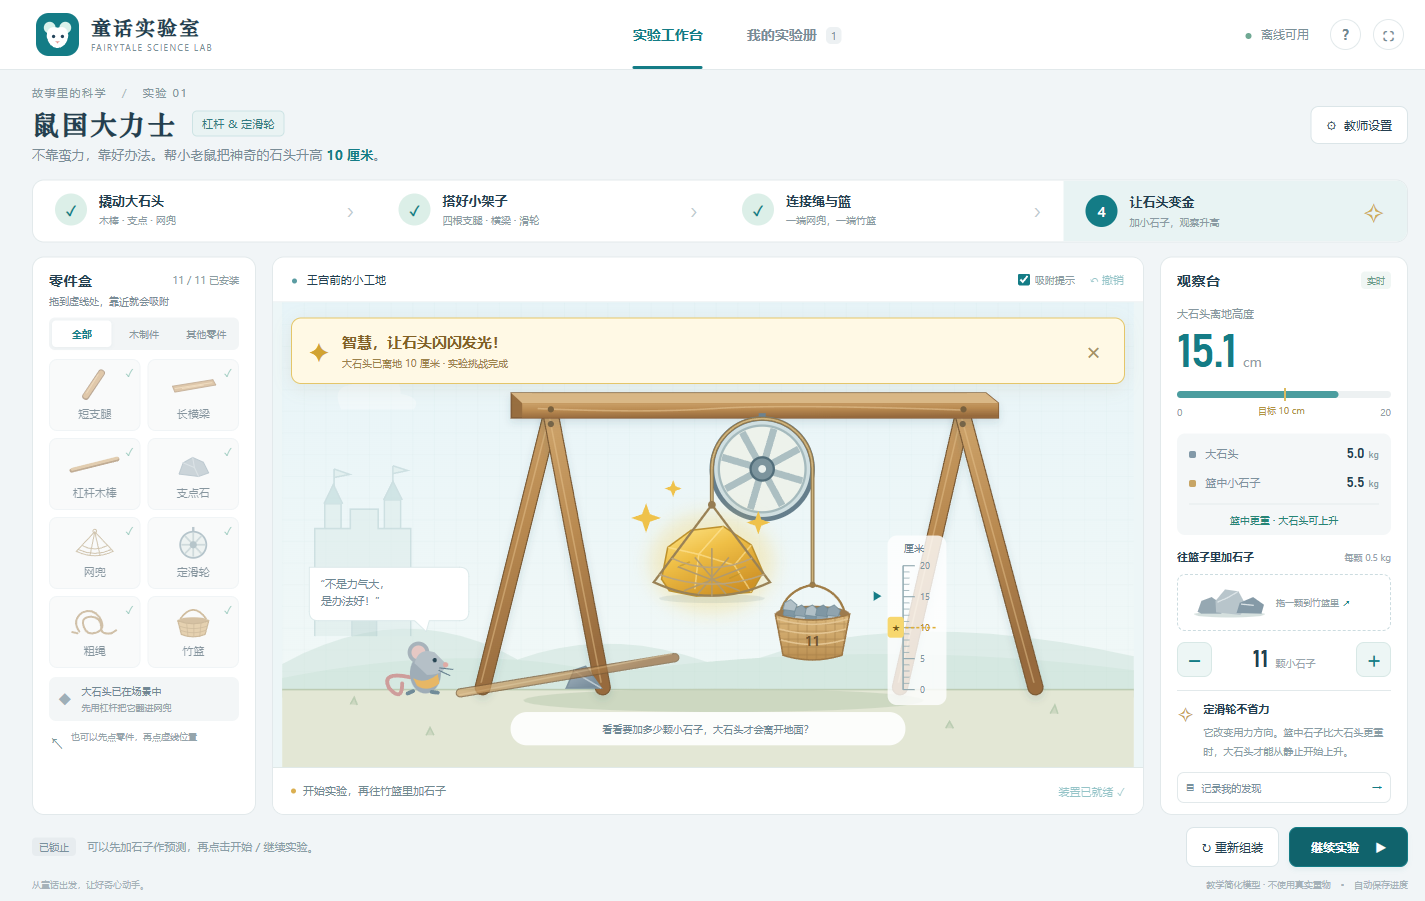 童话实验室
FAIRYTALE SCIENCE LAB
实验工作台
我的实验册 1
离线可用
?
故事里的科学 / 实验 01
鼠国大力士 杠杆 & 定滑轮
不靠蛮力，靠好办法。帮小老鼠把神奇的石头升高 10 厘米。
教师设置
撬动大石头
木棒 · 支点 · 网兜
搭好小架子
四根支腿 · 横梁 · 滑轮
连接绳与篮
一端网兜，一端竹篮
4 让石头变金
加小石子，观察升高
零件盒 11 / 11 已安装
拖到虚线处，靠近就会吸附
全部 木制件 其他零件
短支腿 长横梁
杠杆木棒 支点石
网兜 定滑轮
粗绳 竹篮
大石头已在场景中
先用杠杆把它翻进网兜
也可以先点零件，再点虚线位置
王宫前的小工地
吸附提示 撤销
智慧，让石头闪闪发光！
大石头已离地 10 厘米 · 实验挑战完成
“不是力气大，
是办法好！”
11
厘米
20
15
10
5
0
看看要加多少颗小石子，大石头才会离开地面？
开始实验，再往竹篮里加石子
装置已就绪 ✓
观察台 实时
大石头离地高度
15.1 cm
0 目标 10 cm 20
大石头 5.0 kg
篮中小石子 5.5 kg
篮中更重 · 大石头可上升
往篮子里加石子 每颗 0.5 kg
拖一颗到竹篮里 ↗
− 11 颗小石子 +
定滑轮不省力
它改变用力方向。篮中石子比大石头更重
时，大石头才能从静止开始上升。
记录我的发现 →
已锁止 可以先加石子作预测，再点击开始 / 继续实验。
↻ 重新组装
继续实验 ▶
从童话出发，让好奇心动手。
教学简化模型 · 不使用真实重物 • 自动保存进度